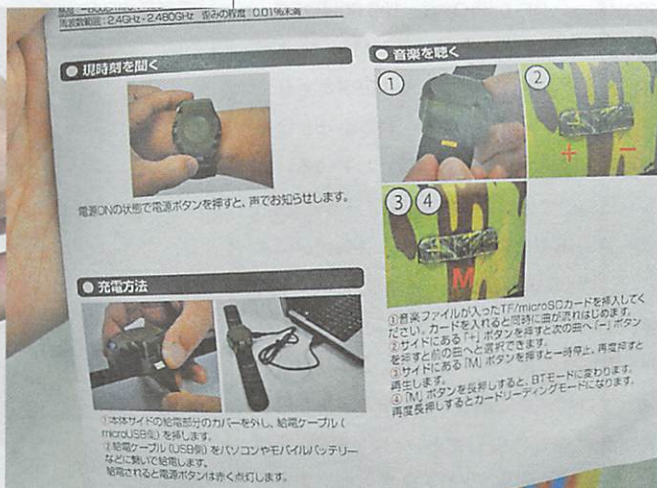 周波数範囲:2.4GHz - 2.480GHz 歪みの程度:0.01%未満
● 現時刻を聞く
電源ONの状態で電源ボタンを押すと、声でお知らせします。
● 充電方法
①本体サイドの給電部分のカバーを外し、給電ケーブル(
microUSB側)を挿します。
②給電ケーブル(USB側)をパソコンやモバイルバッテリー
などに繋いで給電します。
給電されると電源ボタンは赤く点灯します。
● 音楽を聴く
①
②
+ −
③ ④
M
①音楽ファイルが入ったTF/microSDカードを挿入してく
ださい。カードを入れると同時に曲が流れはじめます。
②サイドにある「+」ボタンを押すと次の曲へ「−」ボタン
を押すと前の曲へと選択できます。
③サイドにある「M」ボタンを押すと一時停止、再度押すと
再生します。
④「M」ボタンを長押しすると、BTモードに変わります。
再度長押しするとカードリーディングモードになります。